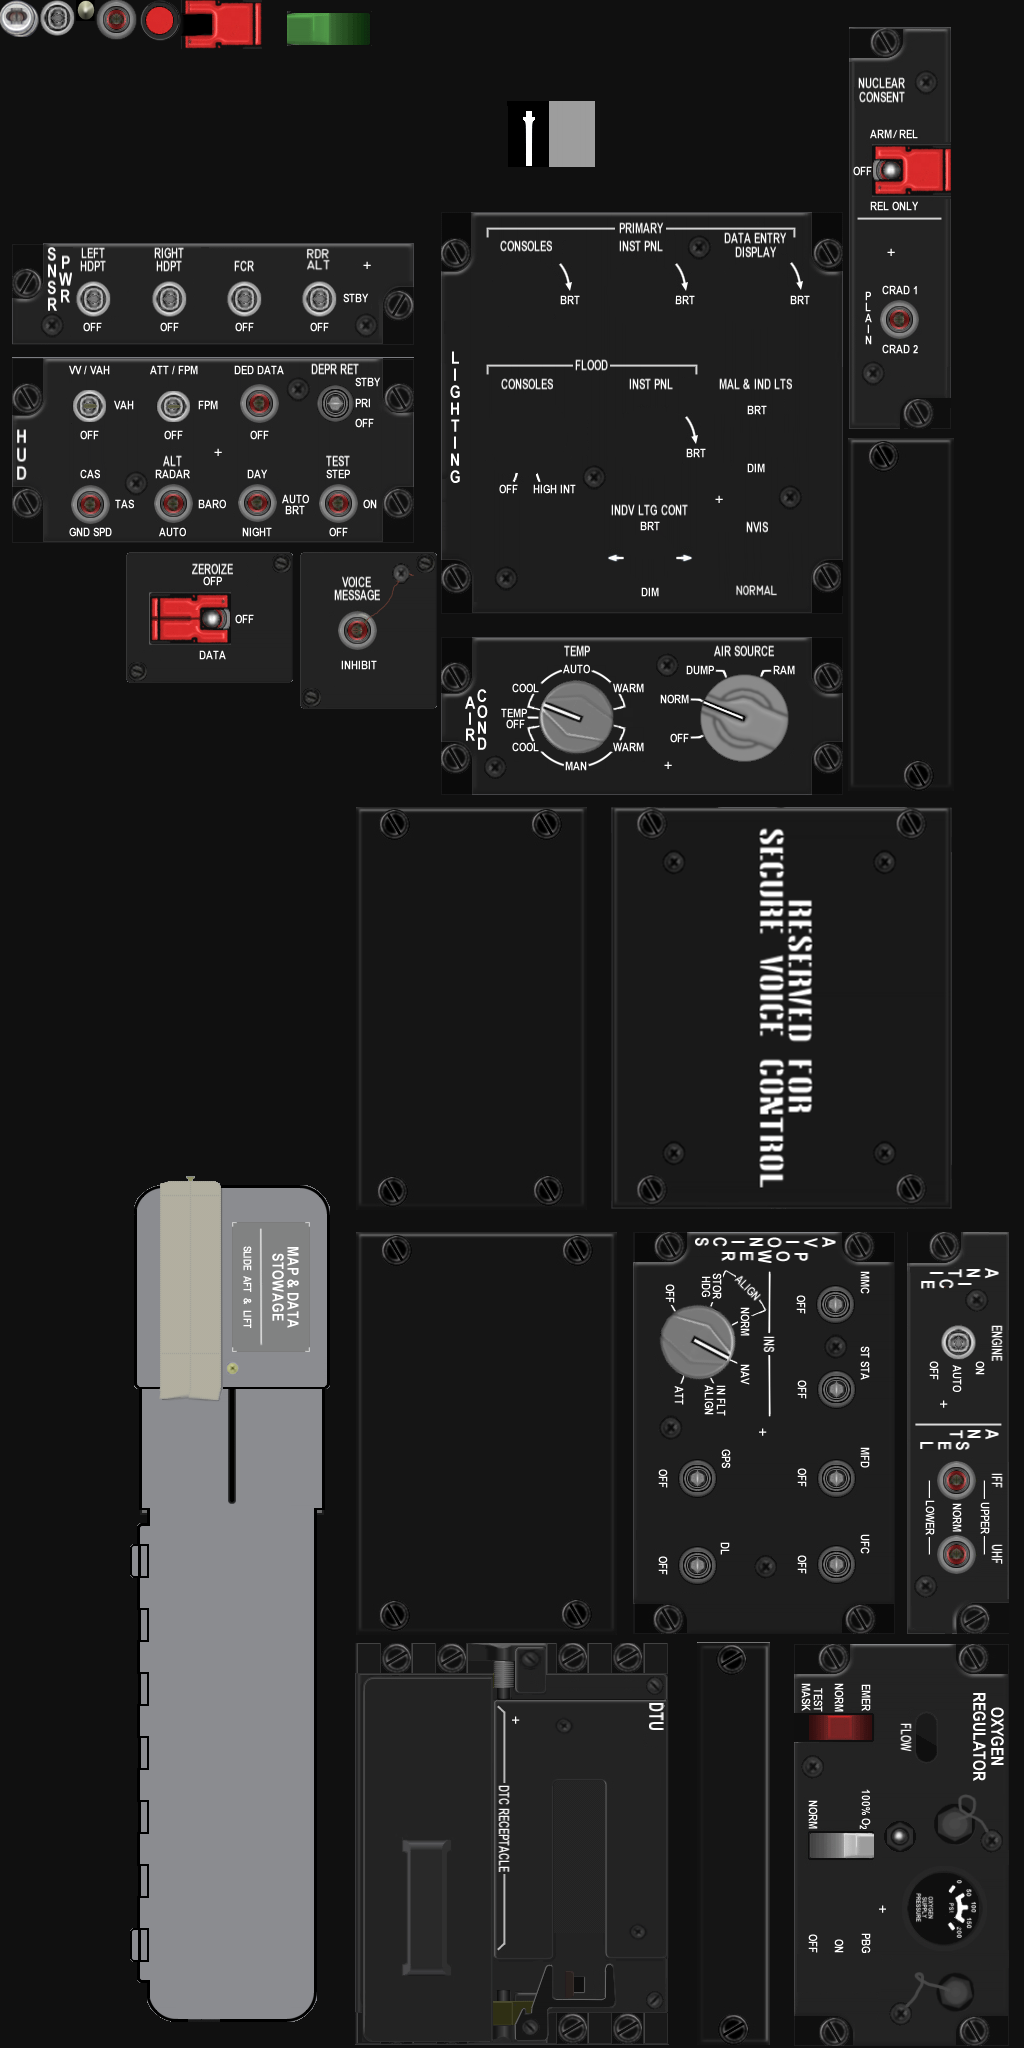 NUCLEAR
CONSENT
ARM/ REL
OFF
REL ONLY
PLAIN
CRAD 1
CRAD 2
SNSR
PWR
LEFT
HDPT
RIGHT
HDPT
FCR
RDR
ALT
STBY
OFF
OFF
OFF
OFF
HUD
VV / VAH
VAH
OFF
ATT / FPM
FPM
OFF
DED DATA
OFF
DEPR RET
STBY
PRI
OFF
CAS
TAS
GND SPD
ALT
RADAR
BARO
AUTO
DAY
AUTO
BRT
NIGHT
TEST
STEP
ON
OFF
ZEROIZE
OFP
OFF
DATA
VOICE
MESSAGE
INHIBIT
LIGHTING
PRIMARY
CONSOLES
INST PNL
DATA ENTRY
DISPLAY
BRT
BRT
BRT
FLOOD
CONSOLES
INST PNL
MAL & IND LTS
BRT
BRT
DIM
OFF
HIGH INT
INDV LTG CONT
BRT
DIM
NVIS
NORMAL
AIR
COND
TEMP
AUTO
COOL
WARM
TEMP
OFF
COOL
WARM
MAN
AIR SOURCE
DUMP
RAM
NORM
OFF
RESERVED FOR
SECURE VOICE CONTROL
MAP & DATA
STOWAGE
SLIDE AFT & LIFT
AVIONICS
POWER
OFF
STOR
HDG
ALIGN
NORM
NAV
IN FLT
ALIGN
ATT
INS
MMC
OFF
ST STA
OFF
MFD
OFF
UFC
OFF
GPS
OFF
DL
OFF
ANTI
ICE
ENGINE
ON
AUTO
OFF
ANT
SEL
IFF
UHF
UPPER
NORM
LOWER
DTU
DTC RECEPTACLE
OXYGEN
REGULATOR
FLOW
EMER
NORM
TEST
MASK
100% O2
NORM
0
50
100
150
200
PSI
OXYGEN
SUPPLY
PRESSURE
PBG
ON
OFF